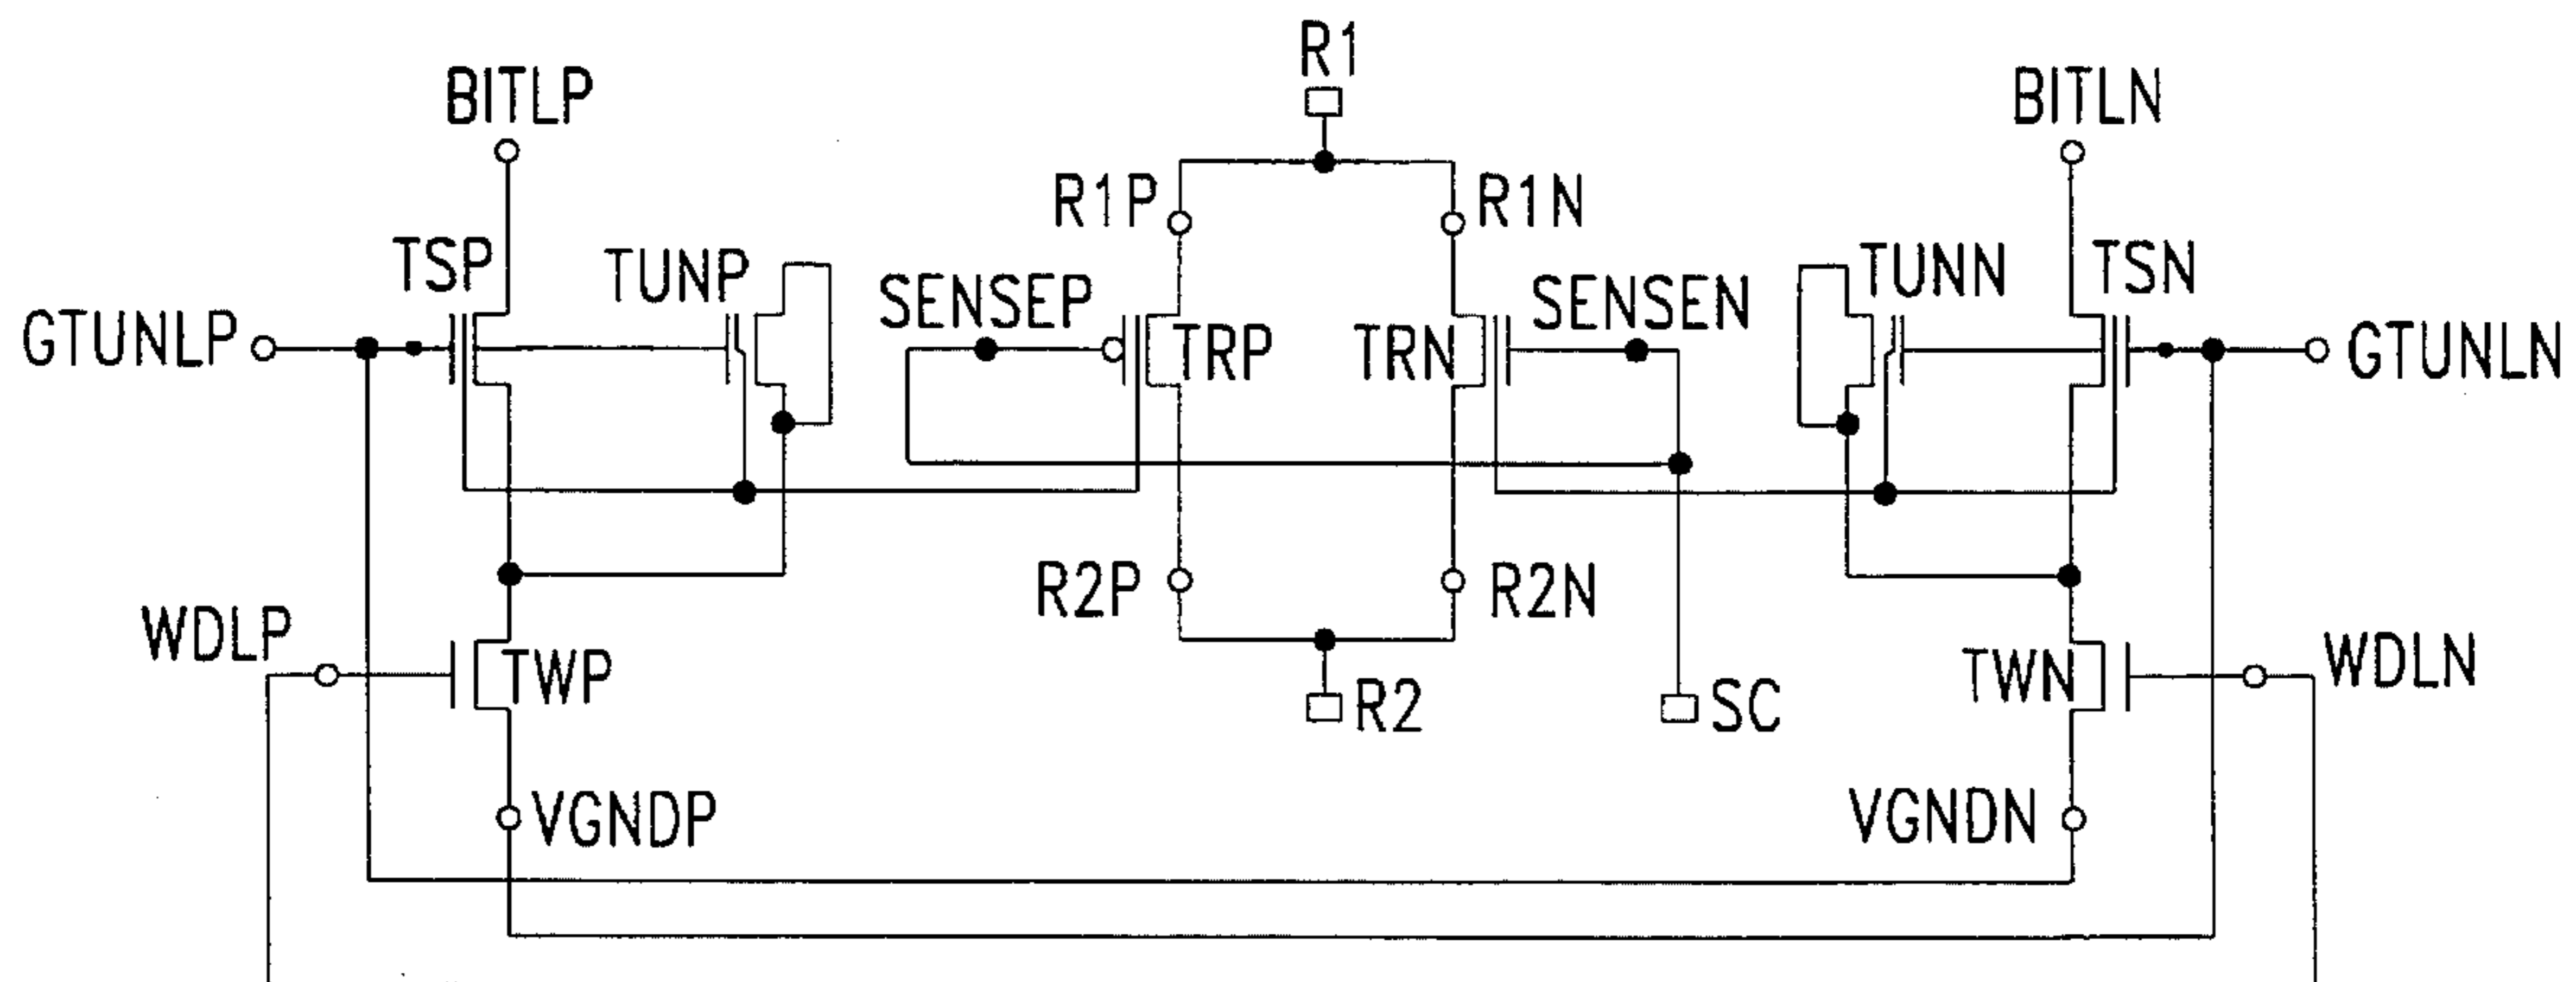 R1
BITLP
BITLN
R1P
R1N
TSP
TUNP
SENSEP
SENSEN
TUNN
TSN
GTUNLP
TRP
TRN
GTUNLN
R2P
R2N
WDLP
TWP
R2
SC
TWN
WDLN
VGNDP
VGNDN